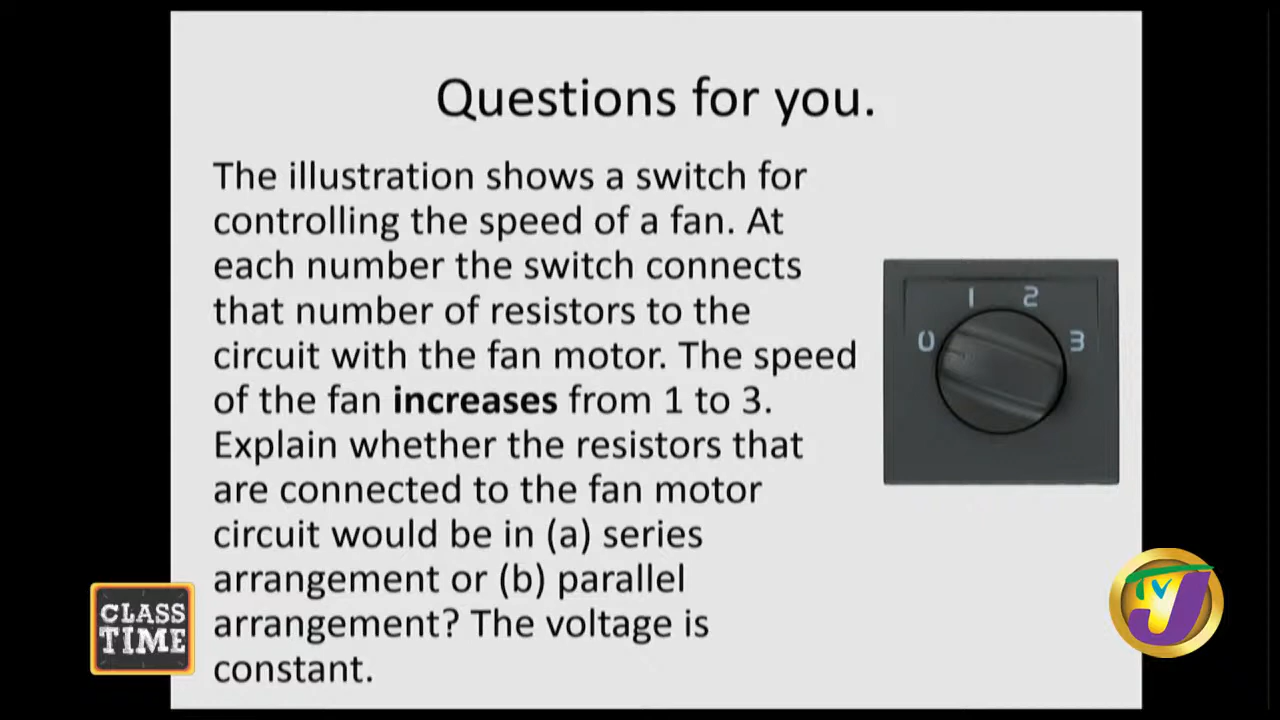 Questions for you.
The illustration shows a switch for
controlling the speed of a fan. At
each number the switch connects
that number of resistors to the
circuit with the fan motor. The speed
of the fan increases from 1 to 3.
Explain whether the resistors that
are connected to the fan motor
circuit would be in (a) series
arrangement or (b) parallel
arrangement? The voltage is
constant.
0
1
2
3
CLASS
TIME
TVJ